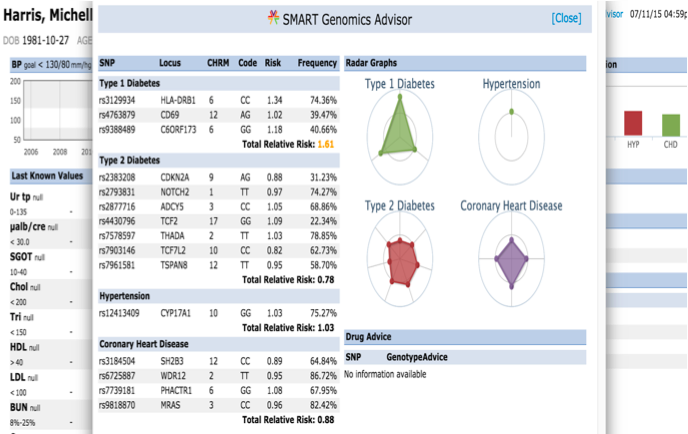 Harris, Michell
DOB 1981-10-27 AGE
BP goal < 130/80 mm/hg
200
150
100
50
2006 2008 201
Last Known Values
Ur tp null
0-135 -
µalb/cre null
< 30.0 -
SGOT null
10-40 -
Chol null
< 200 -
Tri null
< 150 -
HDL null
> 40 -
LDL null
< 100 -
BUN null
8%-25% -
SMART Genomics Advisor [Close]
SNP Locus CHRM Code Risk Frequency
Type 1 Diabetes
rs3129934 HLA-DRB1 6 CC 1.34 74.36%
rs4763879 CD69 12 AG 1.02 39.47%
rs9388489 C6ORF173 6 GG 1.18 40.66%
Total Relative Risk: 1.61
Type 2 Diabetes
rs2383208 CDKN2A 9 AG 0.88 31.23%
rs2793831 NOTCH2 1 TT 0.97 74.27%
rs2877716 ADCY5 3 CC 1.05 68.86%
rs4430796 TCF2 17 GG 1.09 22.34%
rs7578597 THADA 2 TT 1.03 78.85%
rs7903146 TCF7L2 10 CC 0.82 62.73%
rs7961581 TSPAN8 12 TT 0.95 58.70%
Total Relative Risk: 0.78
Hypertension
rs12413409 CYP17A1 10 GG 1.03 75.27%
Total Relative Risk: 1.03
Coronary Heart Disease
rs3184504 SH2B3 12 CC 0.89 64.84%
rs6725887 WDR12 2 TT 0.95 86.72%
rs7739181 PHACTR1 6 GG 1.08 67.95%
rs9818870 MRAS 3 CC 0.96 82.42%
Total Relative Risk: 0.88
Radar Graphs
Type 1 Diabetes Hypertension
Type 2 Diabetes Coronary Heart Disease
Drug Advice
SNP GenotypeAdvice
No information available
visor 07/11/15 04:59p
ion
HYP CHD